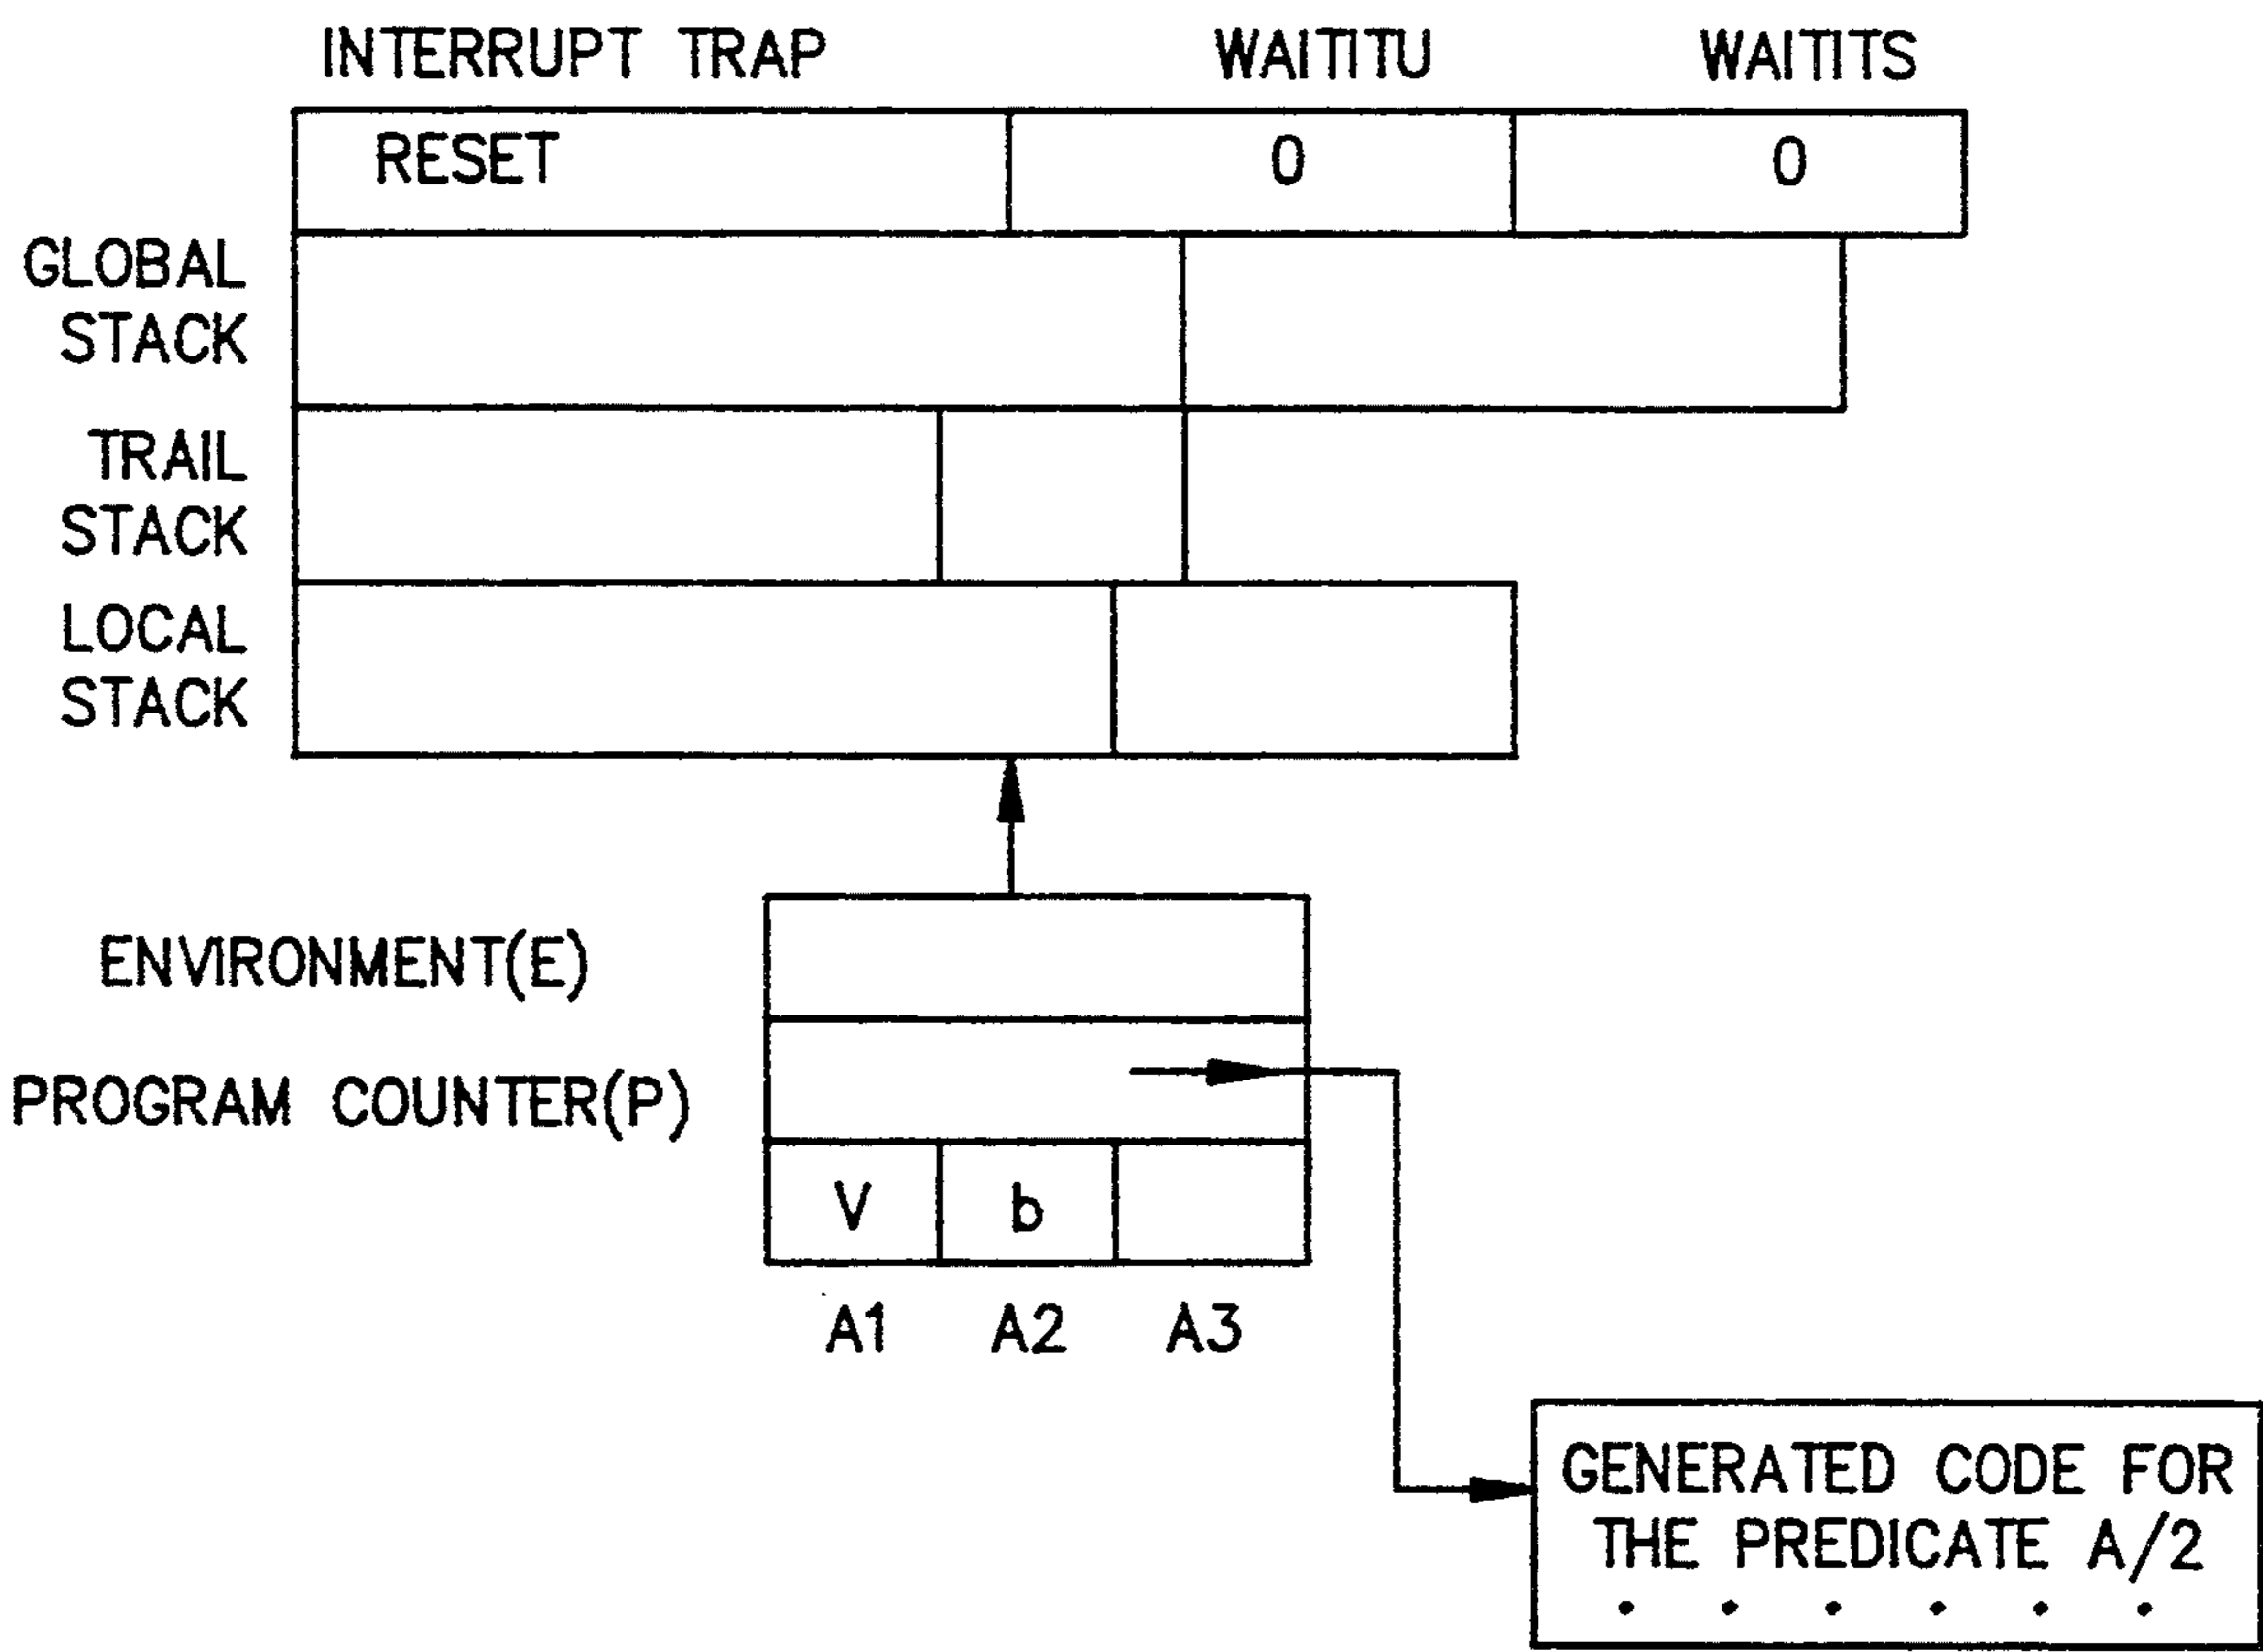 INTERRUPT TRAP WAITITU WAITITS
RESET 0 0
GLOBAL
STACK
TRAIL
STACK
LOCAL
STACK
ENVIRONMENT(E)
PROGRAM COUNTER(P)
V b
A1 A2 A3
GENERATED CODE FOR
THE PREDICATE A/2
. . . . . .